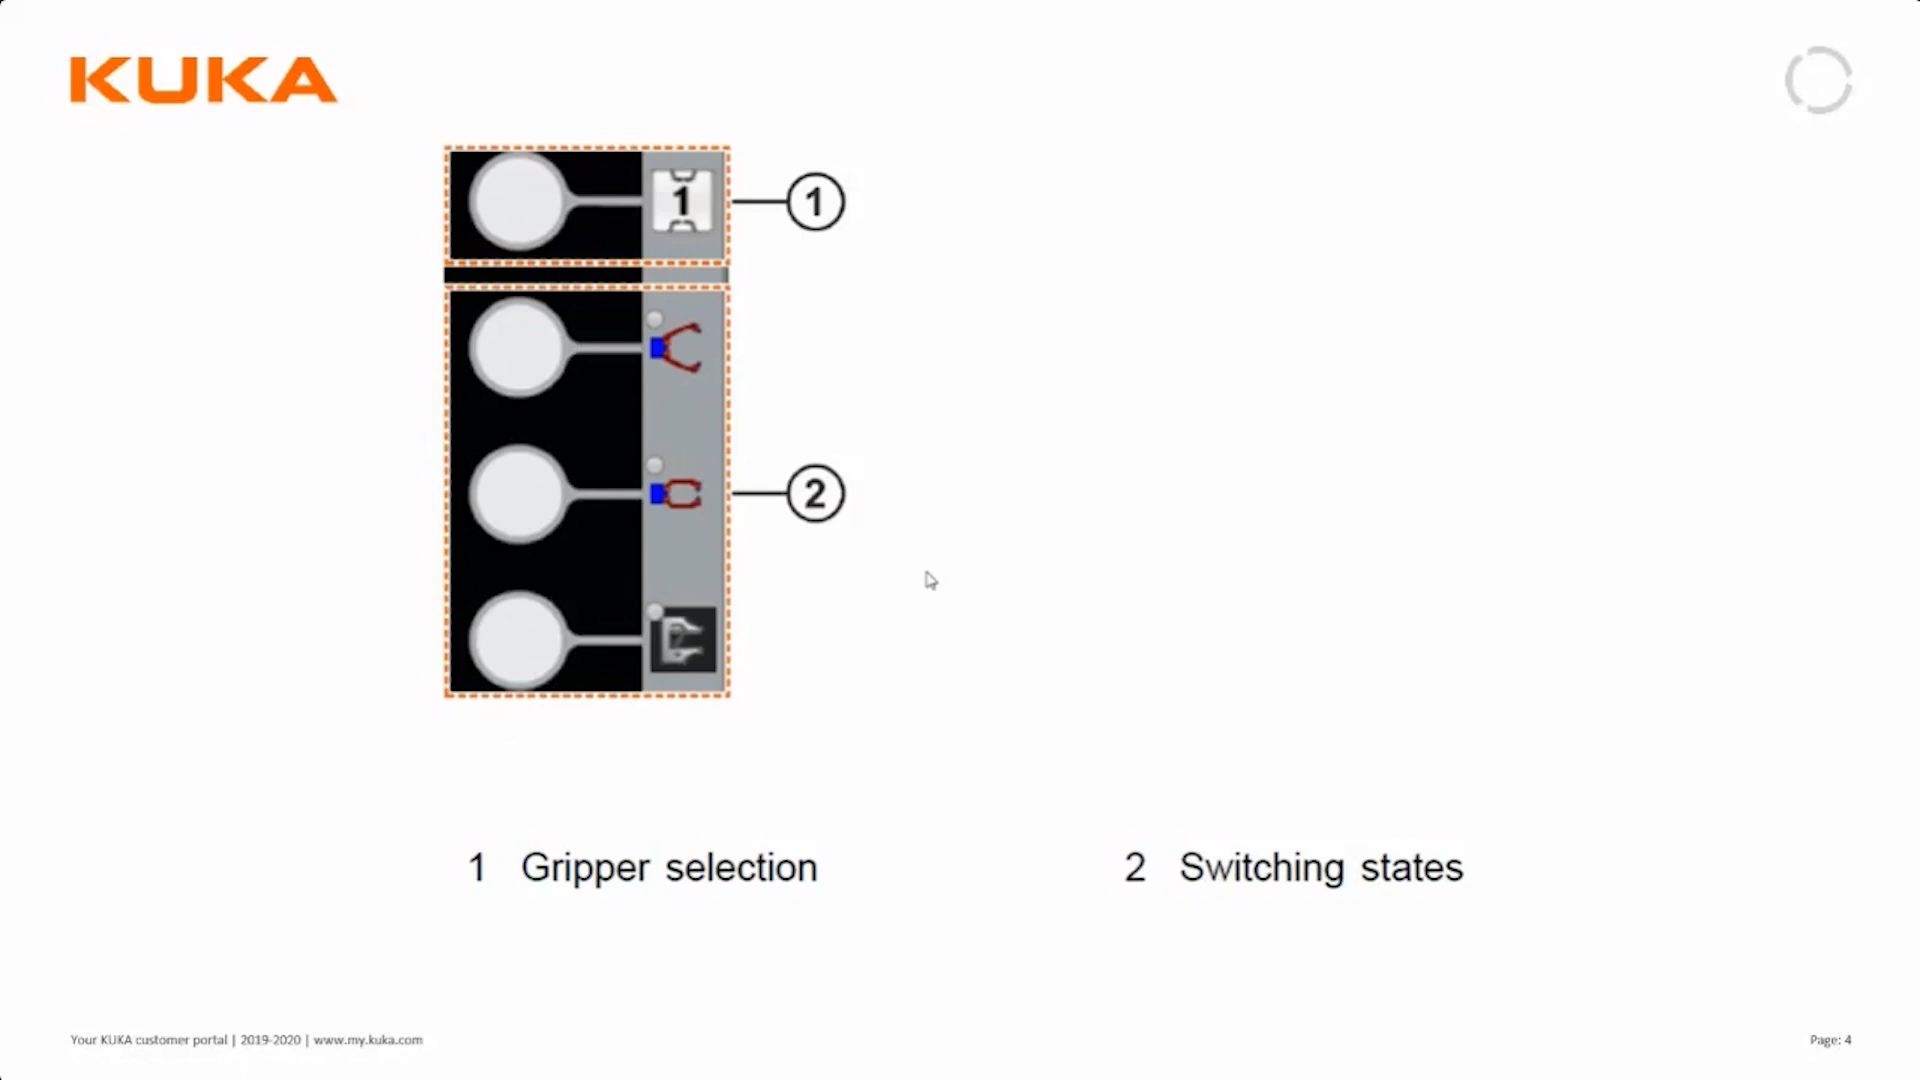 KUKA
1
1
2
1 Gripper selection
2 Switching states
Your KUKA customer portal | 2019-2020 | www.my.kuka.com
Page: 4